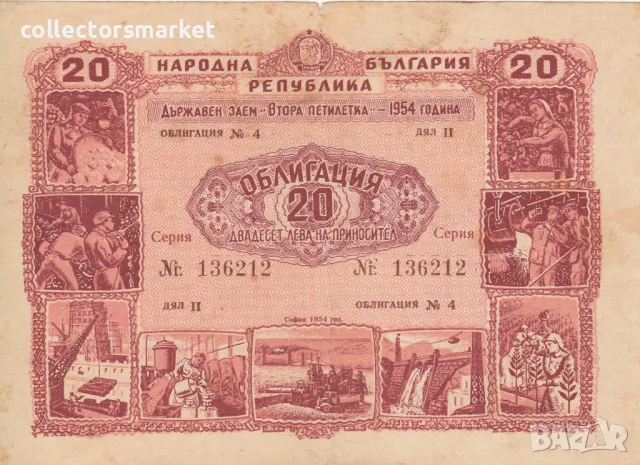 collectorsmarket
20 НАРОДНА БЪЛГАРИЯ 20
РЕПУБЛИКА
ДЪРЖАВЕН ЗАЕМ "ВТОРА ПЕТИЛЕТКА" — 1954 ГОДИНА
ОБЛИГАЦИЯ № 4 ДЯЛ II
ОБЛИГАЦИЯ
20
ДВАДЕСЕТ ЛЕВА НА ПРИНОСИТЕЛ
Серия Серия
№ 136212 № 136212
ДЯЛ II ОБЛИГАЦИЯ № 4
София 1954 год.
BAZAR